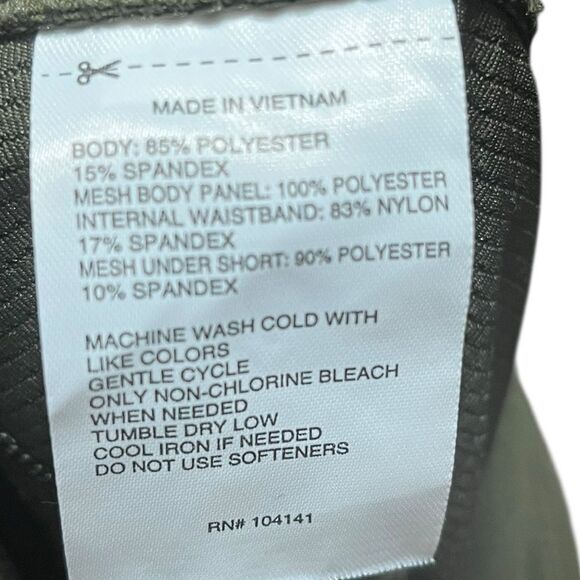 MADE IN VIETNAM
BODY: 85% POLYESTER
15% SPANDEX
MESH BODY PANEL: 100% POLYESTER
INTERNAL WAISTBAND: 83% NYLON
17% SPANDEX
MESH UNDER SHORT: 90% POLYESTER
10% SPANDEX
MACHINE WASH COLD WITH
LIKE COLORS
GENTLE CYCLE
ONLY NON-CHLORINE BLEACH
WHEN NEEDED
TUMBLE DRY LOW
COOL IRON IF NEEDED
DO NOT USE SOFTENERS
RN# 104141